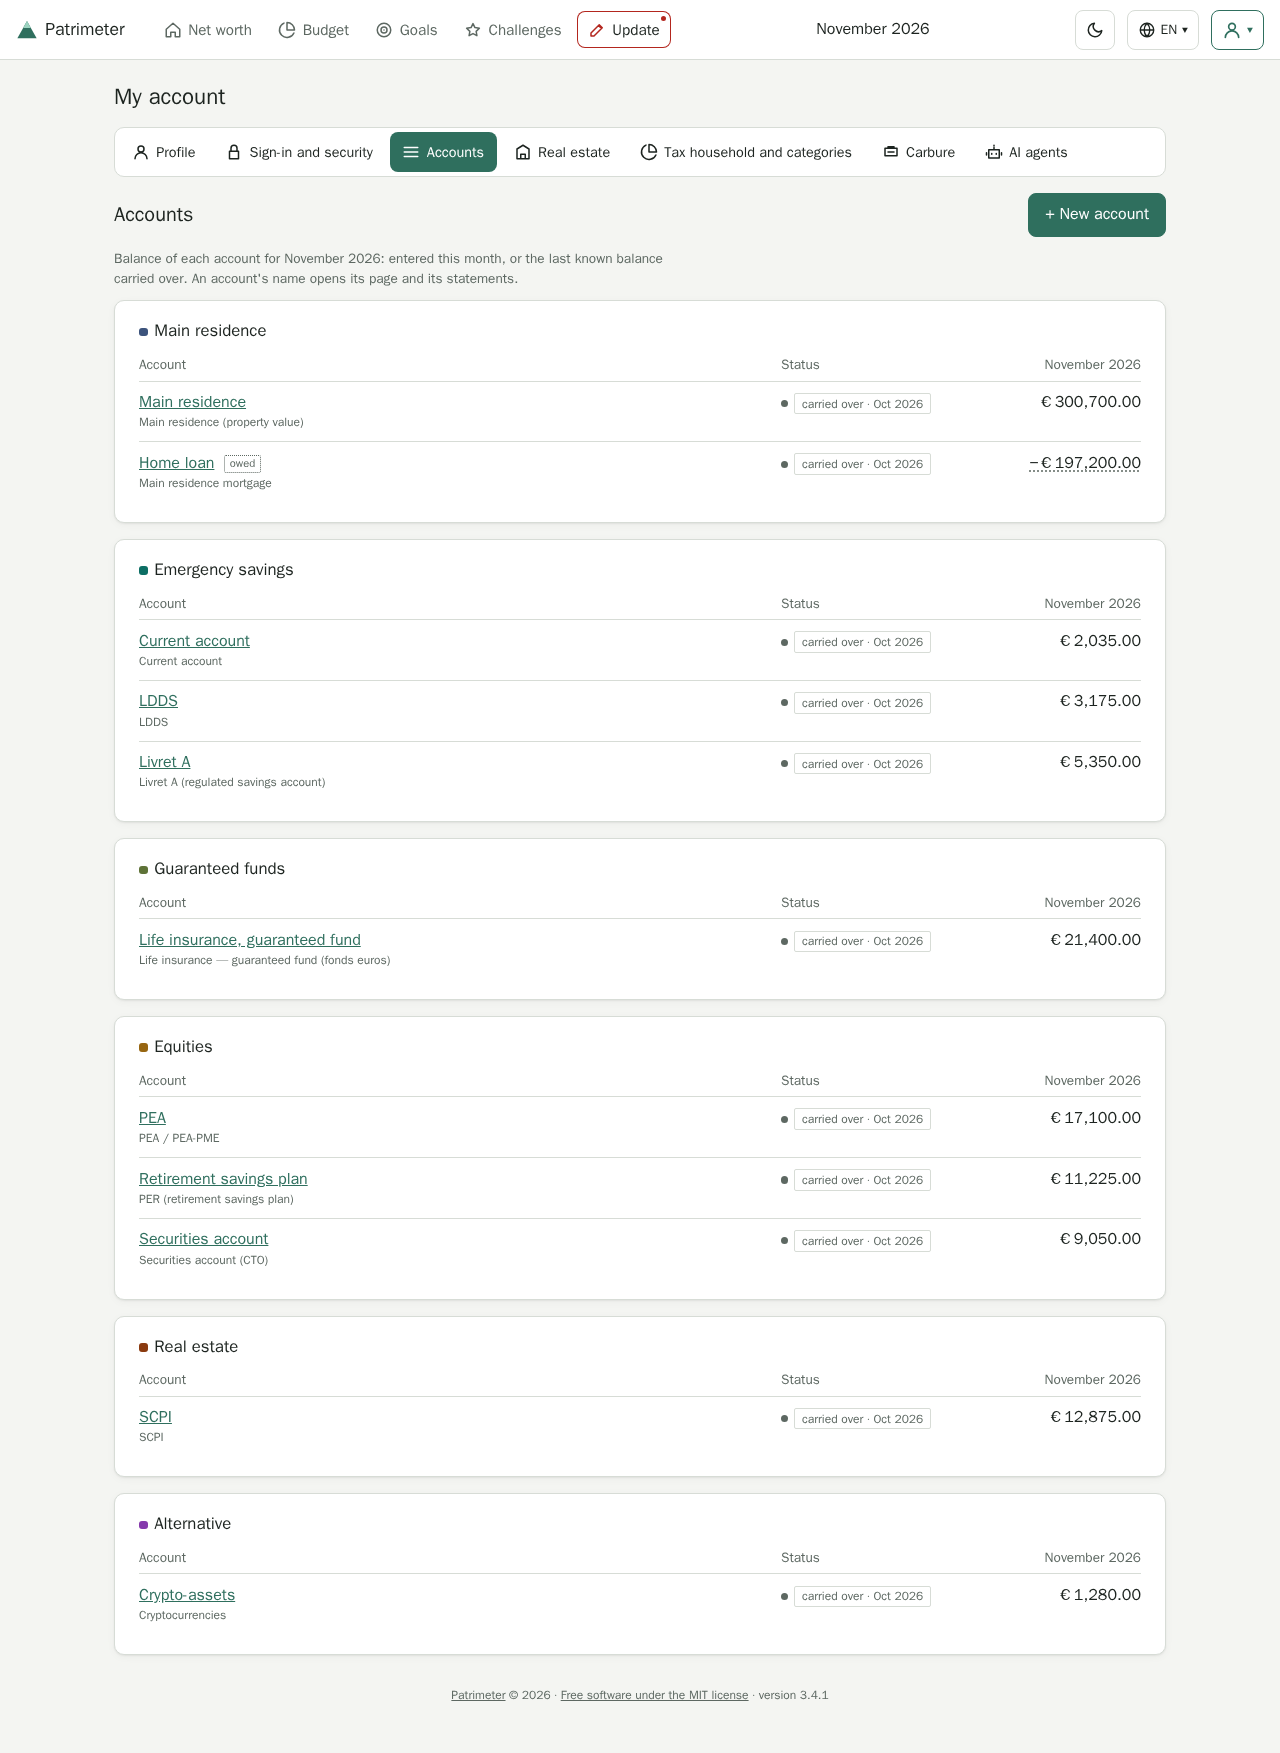 Patrimeter
Net worth
Budget
Goals
Challenges
Update
November 2026
EN ▾
▾
My account
Profile
Sign-in and security
Accounts
Real estate
Tax household and categories
Carbure
AI agents
Accounts
+ New account
Balance of each account for November 2026: entered this month, or the last known balance
carried over. An account's name opens its page and its statements.
Main residence
Account Status November 2026
Main residence carried over · Oct 2026 € 300,700.00
Main residence (property value)
Home loan owed carried over · Oct 2026 −€ 197,200.00
Main residence mortgage
Emergency savings
Account Status November 2026
Current account carried over · Oct 2026 € 2,035.00
Current account
LDDS carried over · Oct 2026 € 3,175.00
LDDS
Livret A carried over · Oct 2026 € 5,350.00
Livret A (regulated savings account)
Guaranteed funds
Account Status November 2026
Life insurance, guaranteed fund carried over · Oct 2026 € 21,400.00
Life insurance — guaranteed fund (fonds euros)
Equities
Account Status November 2026
PEA carried over · Oct 2026 € 17,100.00
PEA / PEA-PME
Retirement savings plan carried over · Oct 2026 € 11,225.00
PER (retirement savings plan)
Securities account carried over · Oct 2026 € 9,050.00
Securities account (CTO)
Real estate
Account Status November 2026
SCPI carried over · Oct 2026 € 12,875.00
SCPI
Alternative
Account Status November 2026
Crypto-assets carried over · Oct 2026 € 1,280.00
Cryptocurrencies
Patrimeter © 2026 · Free software under the MIT license · version 3.4.1